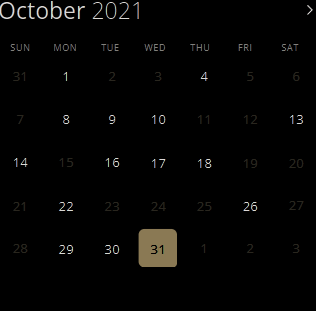 October 2021
SUN MON TUE WED THU FRI SAT
31 1 2 3 4 5 6
7 8 9 10 11 12 13
14 15 16 17 18 19 20
21 22 23 24 25 26 27
28 29 30 31 1 2 3